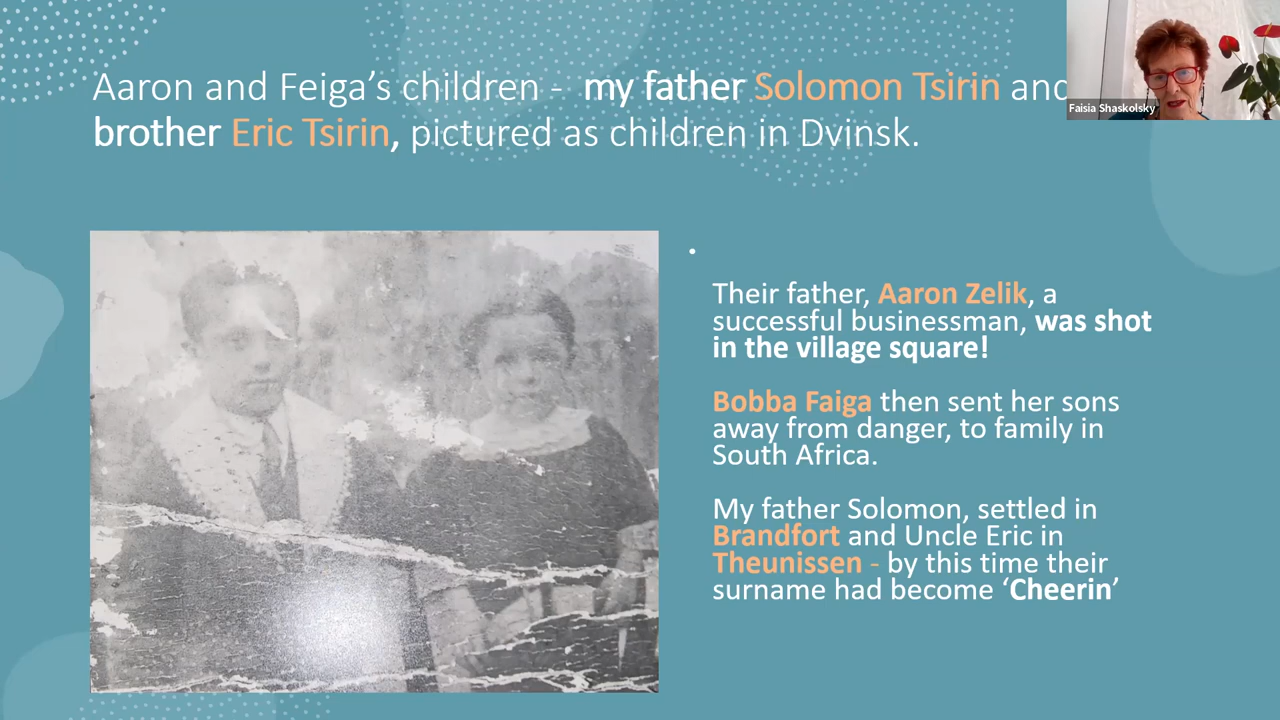 Aaron and Feiga's children -  my father Solomon Tsirin and
brother Eric Tsirin, pictured as children in Dvinsk.
Faisia Shaskolsky
•
Their father, Aaron Zelik, a
successful businessman, was shot
in the village square!
Bobba Faiga then sent her sons
away from danger, to family in
South Africa.
My father Solomon, settled in
Brandfort and Uncle Eric in
Theunissen - by this time their
surname had become ‘Cheerin’